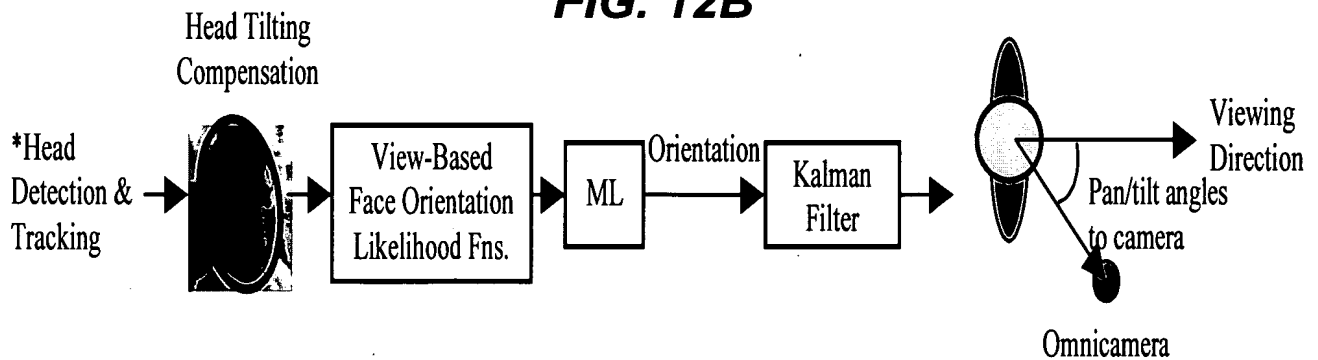 FIG. 12B
Head Tilting
Compensation
*Head
Detection &
Tracking
View-Based
Face Orientation
Likelihood Fns.
ML
Orientation
Kalman
Filter
Viewing
Direction
Pan/tilt angles
to camera
Omnicamera